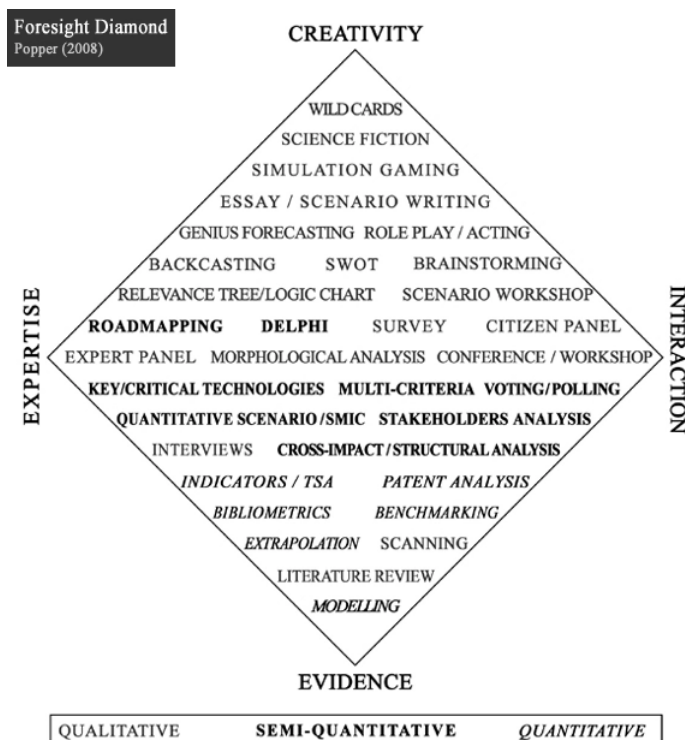 Foresight Diamond
Popper (2008)
CREATIVITY
WILD CARDS
SCIENCE FICTION
SIMULATION GAMING
ESSAY / SCENARIO WRITING
GENIUS FORECASTING ROLE PLAY / ACTING
BACKCASTING SWOT BRAINSTORMING
RELEVANCE TREE/LOGIC CHART SCENARIO WORKSHOP
ROADMAPPING DELPHI SURVEY CITIZEN PANEL
EXPERT PANEL MORPHOLOGICAL ANALYSIS CONFERENCE / WORKSHOP
KEY/CRITICAL TECHNOLOGIES MULTI-CRITERIA VOTING/POLLING
QUANTITATIVE SCENARIO/SMIC STAKEHOLDERS ANALYSIS
INTERVIEWS CROSS-IMPACT / STRUCTURAL ANALYSIS
INDICATORS / TSA PATENT ANALYSIS
BIBLIOMETRICS BENCHMARKING
EXTRAPOLATION SCANNING
LITERATURE REVIEW
MODELLING
EXPERTISE
INTERACTION
EVIDENCE
QUALITATIVE SEMI-QUANTITATIVE QUANTITATIVE